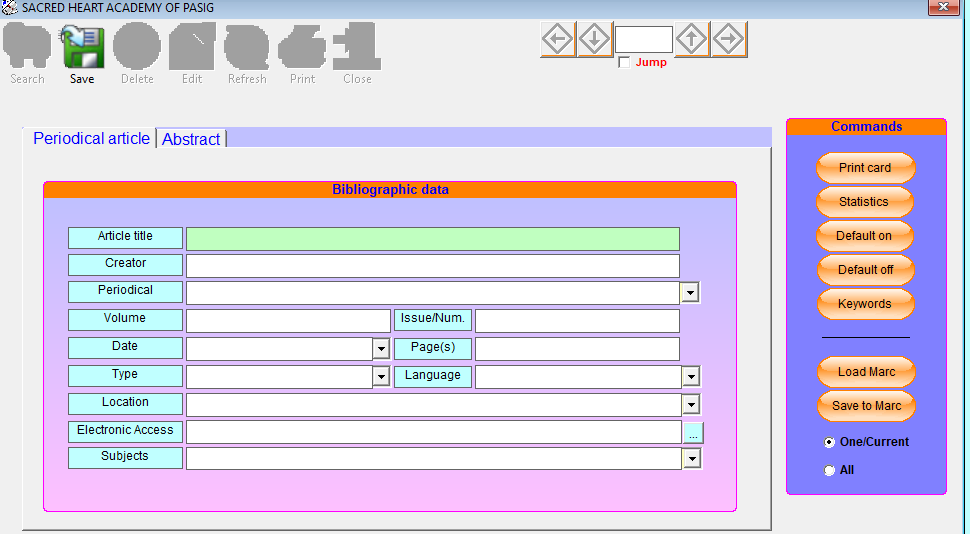 SACRED HEART ACADEMY OF PASIG
Search Save Delete Edit Refresh Print Close
Jump
Periodical article Abstract
Bibliographic data
Article title
Creator
Periodical
Volume Issue/Num.
Date Page(s)
Type Language
Location
Electronic Access ...
Subjects
Commands
Print card
Statistics
Default on
Default off
Keywords
Load Marc
Save to Marc
One/Current
All